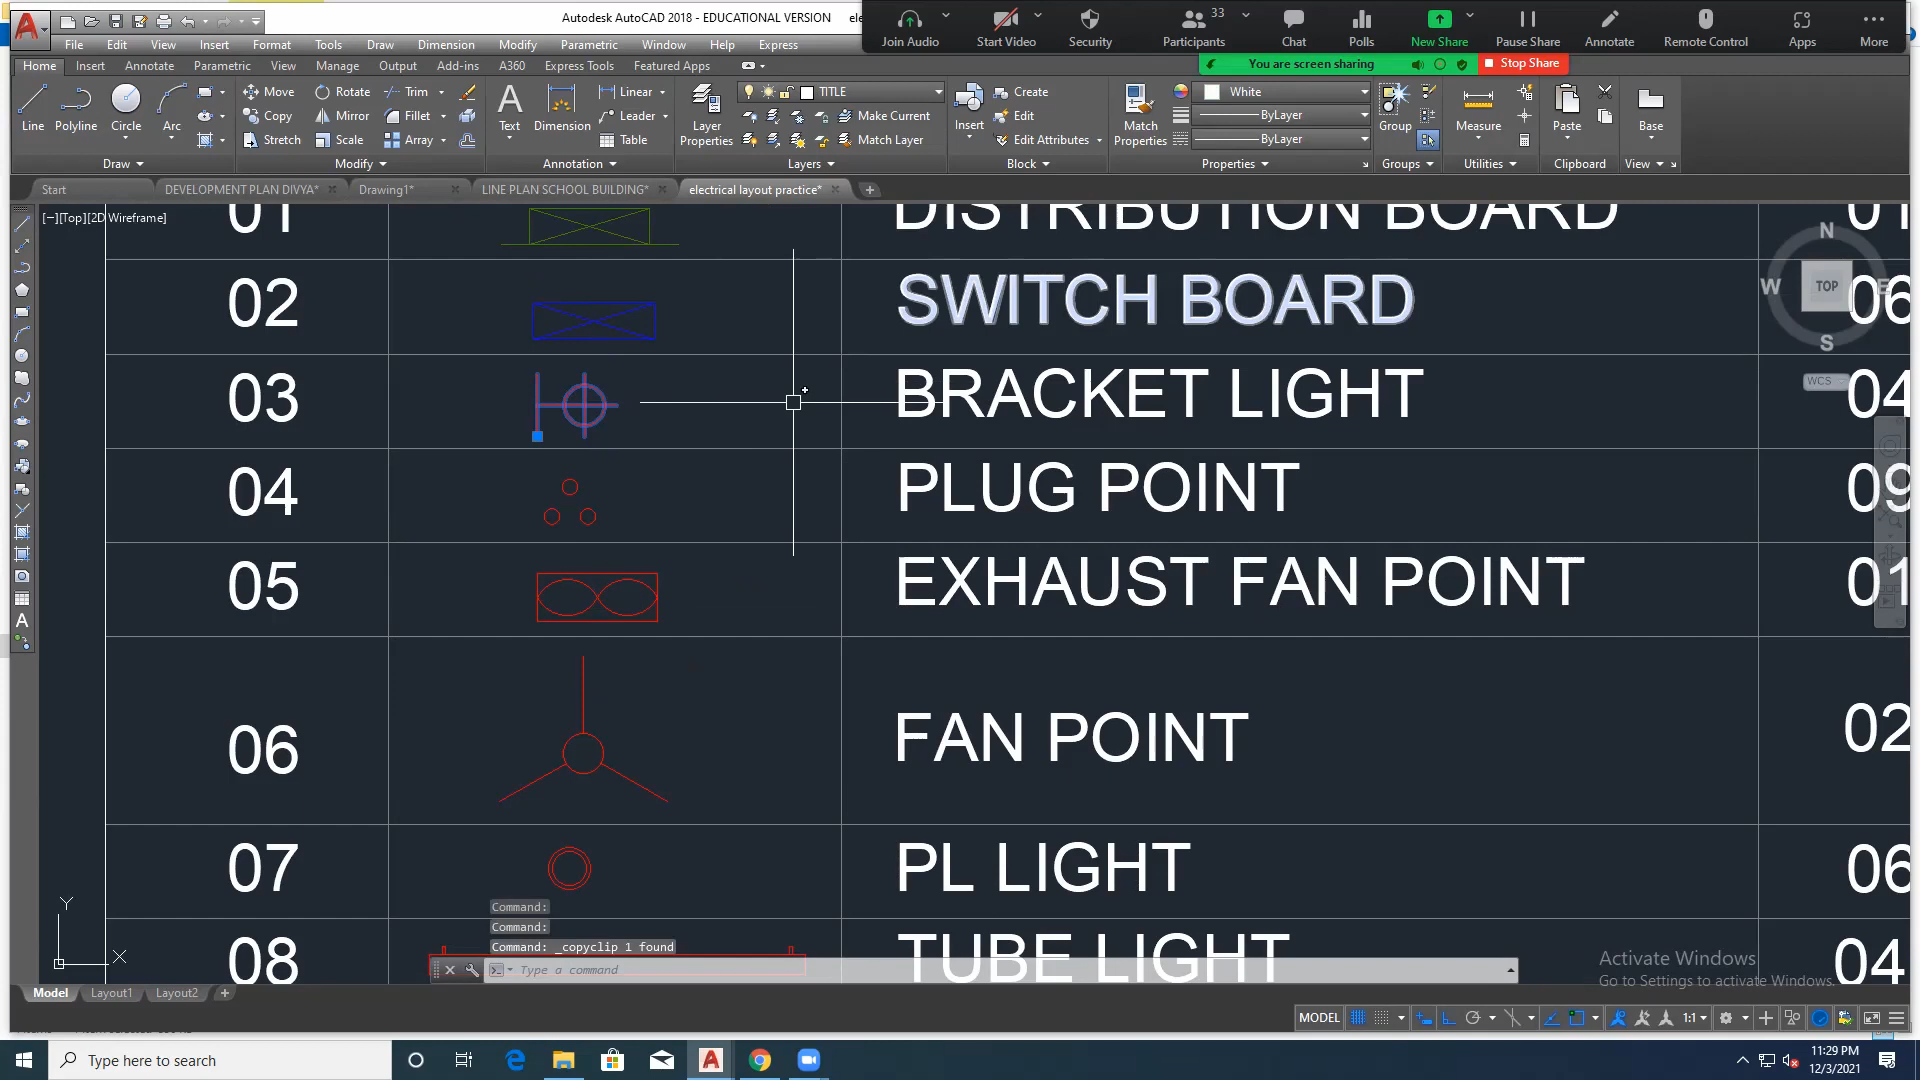 Autodesk AutoCAD 2018 - EDUCATIONAL VERSION
Join Audio
Start Video
Security
Participants
33
Chat
Polls
New Share
Pause Share
Annotate
Remote Control
Apps
More
File Edit View Insert Format Tools Draw Dimension Modify Parametric Window Help Express
You are screen sharing
Stop Share
Home Insert Annotate Parametric View Manage Output Add-ins A360 Express Tools Featured Apps
Line
Polyline
Circle
Arc
Draw
Move
Rotate
Trim
Copy
Mirror
Fillet
Stretch
Scale
Array
Modify
Text
Dimension
Linear
Leader
Table
Annotation
Layer Properties
TITLE
Make Current
Match Layer
Layers
Insert
Create
Edit
Edit Attributes
Block
Match Properties
White
ByLayer
ByLayer
Properties
Group
Groups
Measure
Utilities
Paste
Clipboard
Base
View
Start
DEVELOPMENT PLAN DIVYA*
Drawing1*
LINE PLAN SCHOOL BUILDING*
electrical layout practice*
[−][Top][2D Wireframe]
01 DISTRIBUTION BOARD 01
02 SWITCH BOARD 06
03 BRACKET LIGHT 04
04 PLUG POINT 09
05 EXHAUST FAN POINT 01
06 FAN POINT 02
07 PL LIGHT 06
08 TUBE LIGHT 04
N
W TOP E
S
WCS
Y
X
Command:
Command:
Command: _copyclip 1 found
Type a command
Activate Windows
Go to Settings to activate Windows.
Model Layout1 Layout2
MODEL
1:1
Type here to search
11:29 PM
12/3/2021